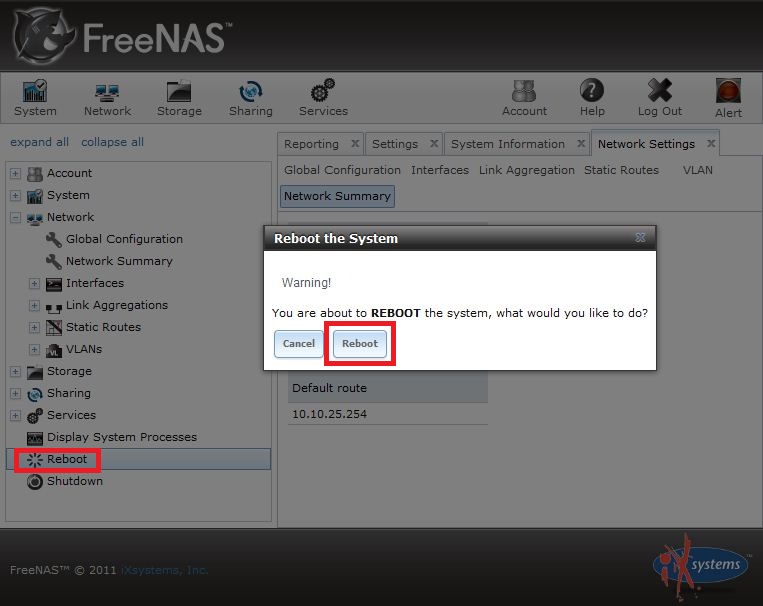 FreeNAS™
System Network Storage Sharing Services Account Help Log Out Alert
expand all collapse all
Reporting Settings System Information Network Settings
Global Configuration Interfaces Link Aggregation Static Routes VLAN
Network Summary
Account
System
Network
Global Configuration
Network Summary
Interfaces
Link Aggregations
Static Routes
VLANs
Storage
Sharing
Services
Display System Processes
Reboot
Shutdown
Reboot the System
Warning!
You are about to REBOOT the system, what would you like to do?
Cancel Reboot
Default route
10.10.25.254
FreeNAS™ © 2011 iXsystems, Inc.
iX systems™